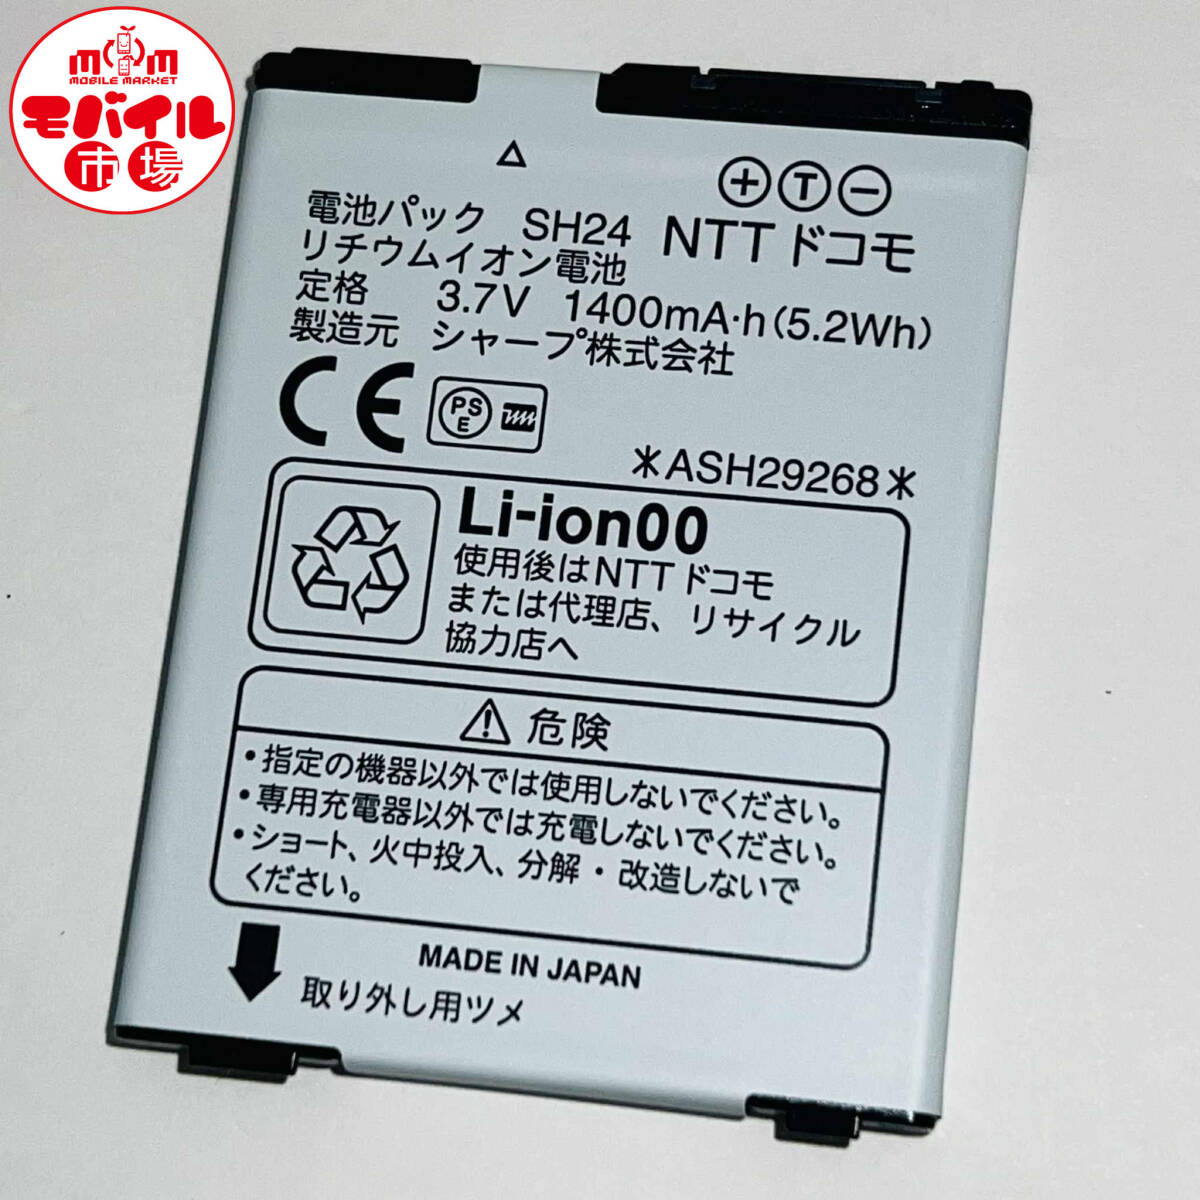 mm
MOBILE MARKET
モバイル
市場
+ T −
電池パック SH24 NTTドコモ
リチウムイオン電池
定格 3.7V 1400mA·h(5.2Wh)
製造元 シャープ株式会社
CE PSE
*ASH29268*
Li-ion00
使用後はNTTドコモ
または代理店、リサイクル
協力店へ
危険
・指定の機器以外では使用しないでください。
・専用充電器以外では充電しないでください。
・ショート、火中投入、分解・改造しないで
ください。
MADE IN JAPAN
取り外し用ツメ